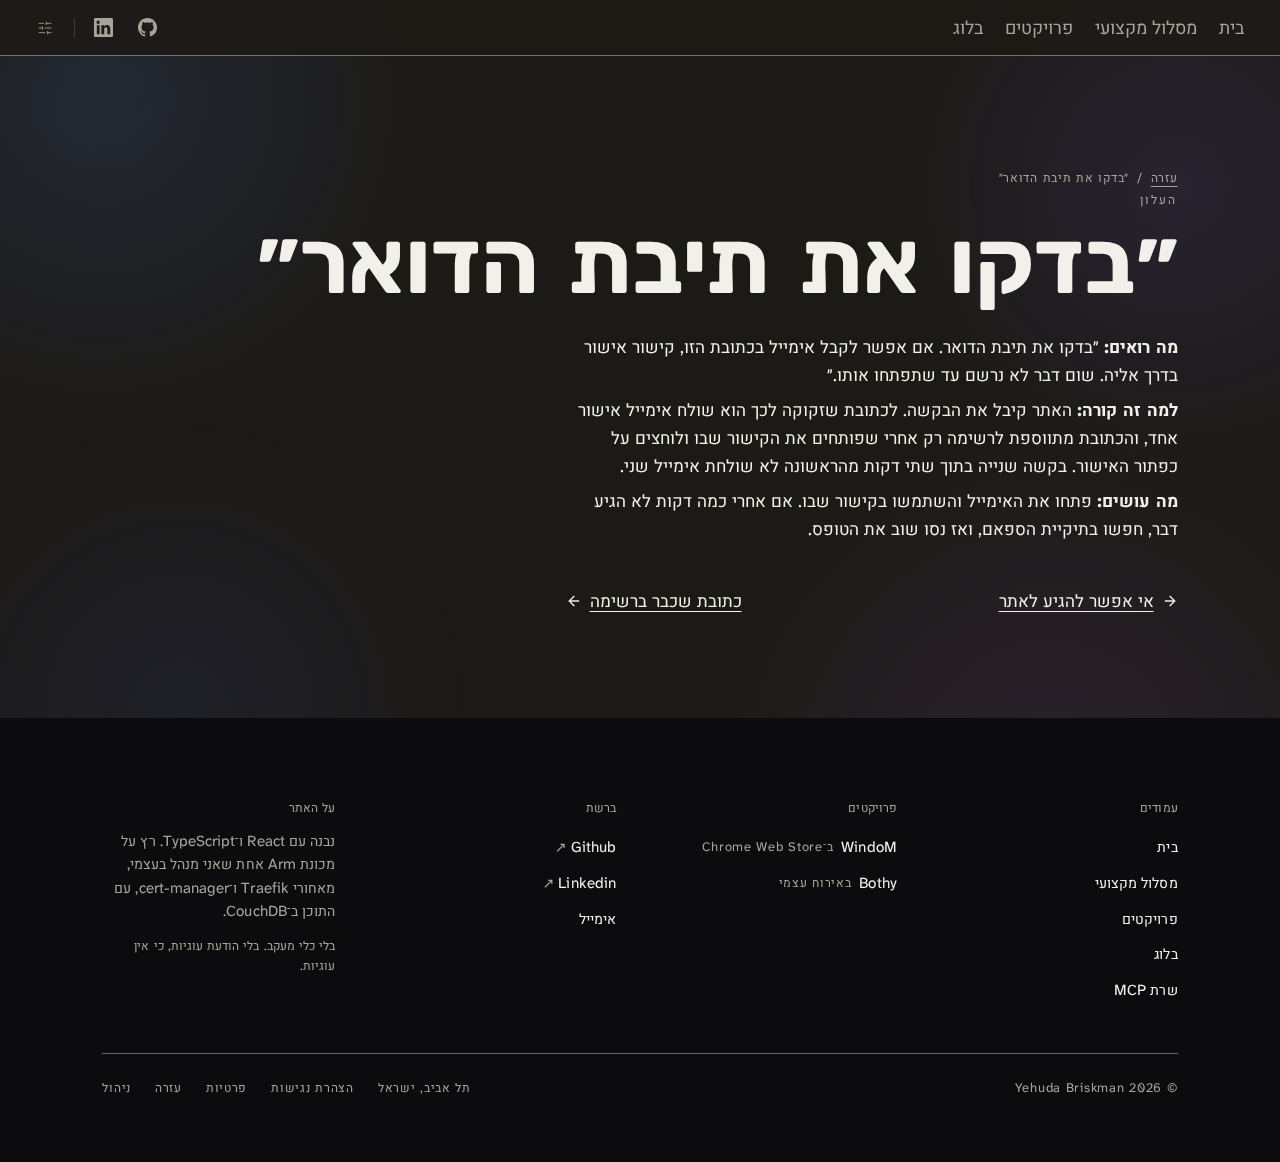 בית מסלול מקצועי פרויקטים בלוג
עזרה / "בדקו את תיבת הדואר"
העלון
"בדקו את תיבת הדואר"
מה רואים: "בדקו את תיבת הדואר. אם אפשר לקבל אימייל בכתובת הזו, קישור אישור
בדרך אליה. שום דבר לא נרשם עד שתפתחו אותו."
למה זה קורה: האתר קיבל את הבקשה. לכתובת שזקוקה לכך הוא שולח אימייל אישור
אחד, והכתובת מתווספת לרשימה רק אחרי שפותחים את הקישור שבו ולוחצים על
כפתור האישור. בקשה שנייה בתוך שתי דקות מהראשונה לא שולחת אימייל שני.
מה עושים: פתחו את האימייל והשתמשו בקישור שבו. אם אחרי כמה דקות לא הגיע
דבר, חפשו בתיקיית הספאם, ואז נסו שוב את הטופס.
→ אי אפשר להגיע לאתר
כתובת שכבר ברשימה ←
עמודים
בית
מסלול מקצועי
פרויקטים
בלוג
שרת MCP
פרויקטים
WindoM ב־Chrome Web Store
Bothy באירוח עצמי
ברשת
Github ↗
Linkedin ↗
אימייל
על האתר
נבנה עם React ו־TypeScript. רץ על
מכונת Arm אחת שאני מנהל בעצמי,
מאחורי Traefik ו־cert-manager, עם
התוכן ב־CouchDB.
בלי כלי מעקב. בלי הודעת עוגיות, כי אין
עוגיות.
© 2026 Yehuda Briskman
תל אביב, ישראל הצהרת נגישות פרטיות עזרה ניהול